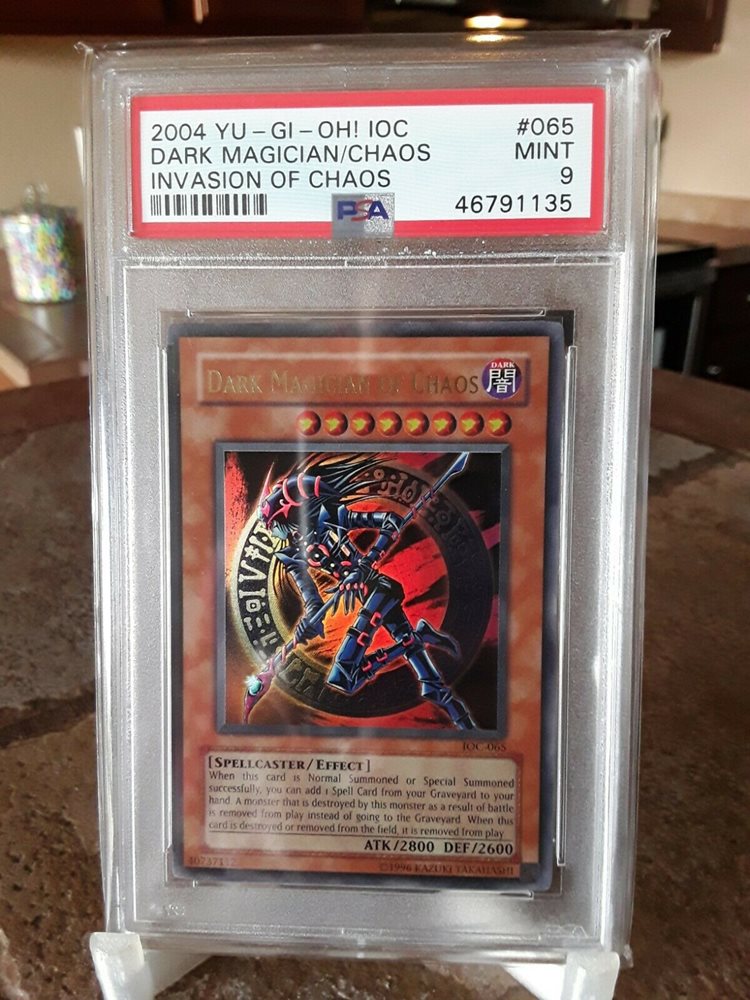 2004 YU-GI-OH! IOC #065
DARK MAGICIAN/CHAOS MINT
INVASION OF CHAOS 9
PSA 46791135
DARK MAGICIAN OF CHAOS
DARK
闇
IOC-065
[SPELLCASTER/EFFECT]
When this card is Normal Summoned or Special Summoned
successfully, you can add 1 Spell Card from your Graveyard to your
hand. A monster that is destroyed by this monster as a result of battle
is removed from play instead of going to the Graveyard. When this
card is destroyed or removed from the field, it is removed from play
ATK/2800 DEF/2600
40737112 ©1996 KAZUKI TAKAHASHI